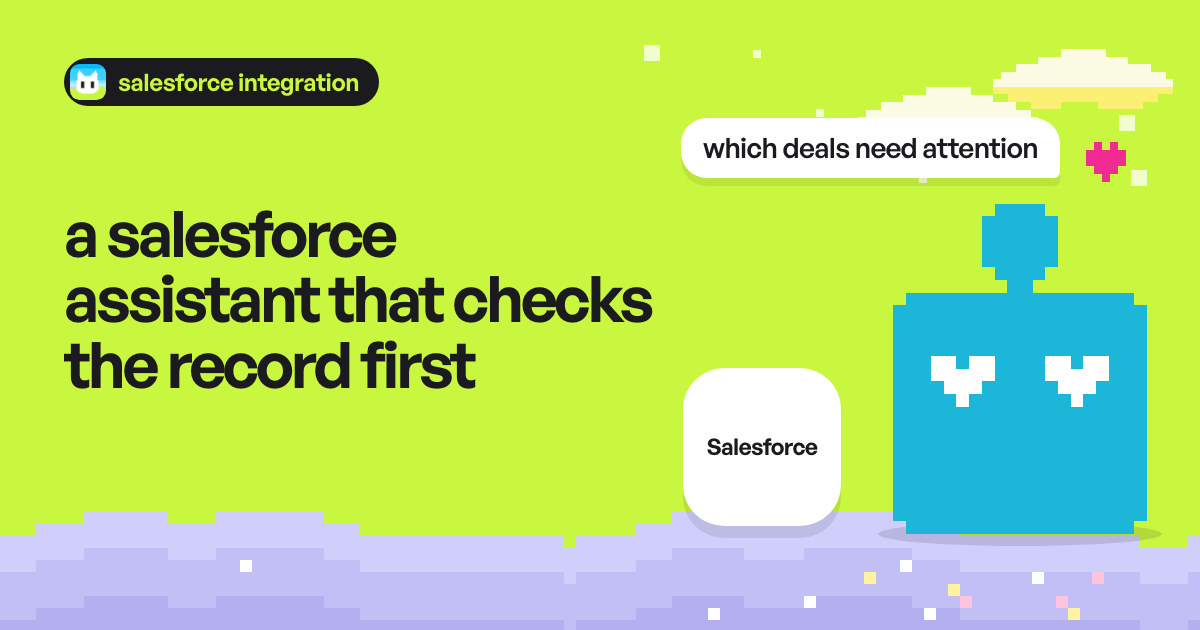 salesforce integration
which deals need attention
a salesforce
assistant that checks
the record first
Salesforce